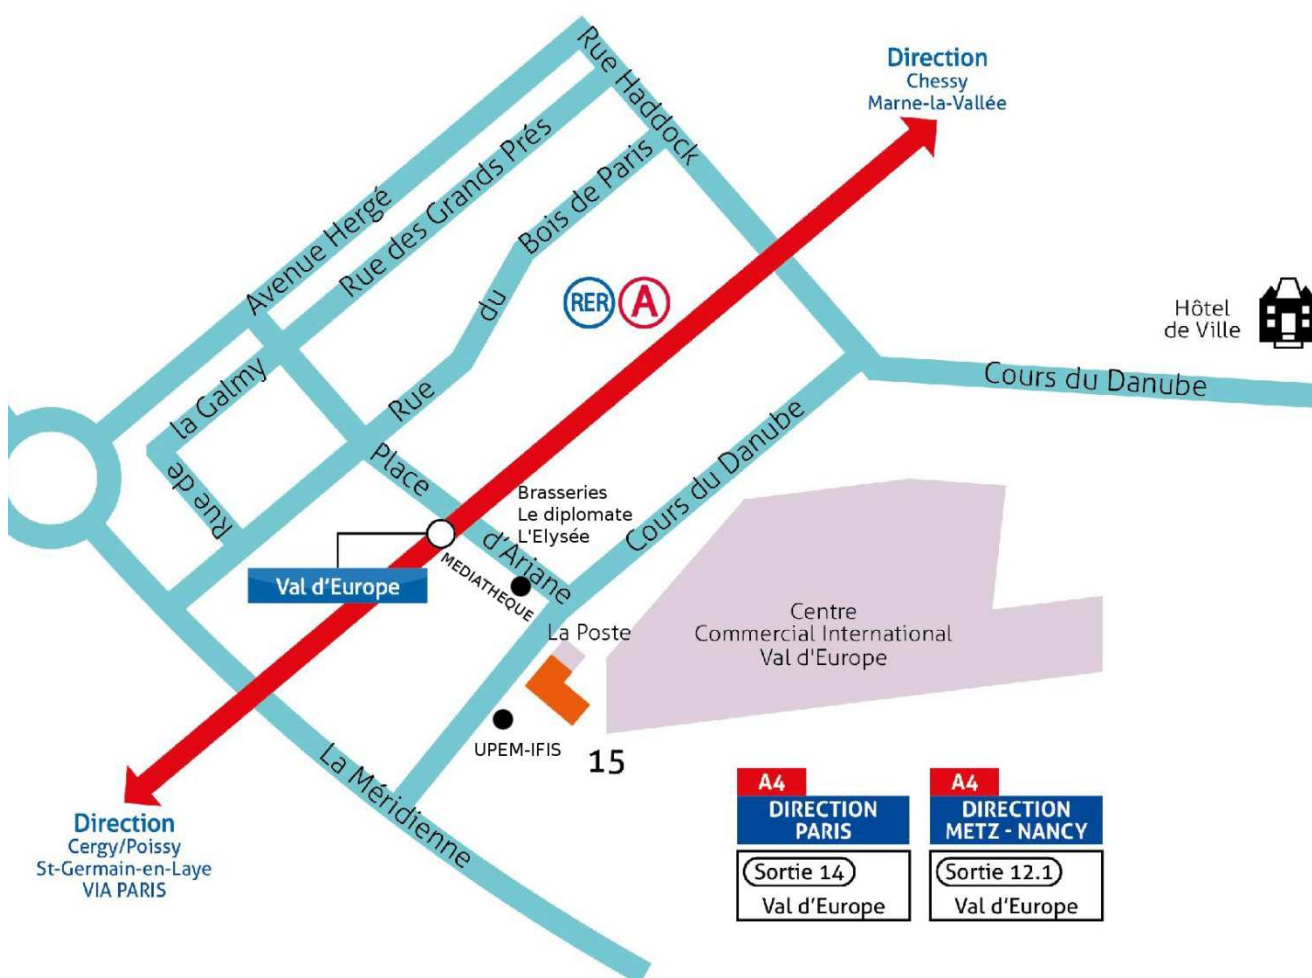 Rue Haddock
Direction
Chessy
Marne-la-Vallée
Avenue Hergé
Rue des Grands Prés
Bois de Paris
du
Rue
RER
A
Hôtel
de Ville
la Galmy
Rue de
Cours du Danube
Place
d'Ariane
Brasseries
Le diplomate
L'Elysée
Cours du Danube
MEDIATHEQUE
Val d'Europe
La Poste
Centre
Commercial International
Val d'Europe
UPEM-IFIS
15
La Méridienne
Direction
Cergy/Poissy
St-Germain-en-Laye
VIA PARIS
A4
DIRECTION
PARIS
Sortie 14
Val d'Europe
A4
DIRECTION
METZ - NANCY
Sortie 12.1
Val d'Europe